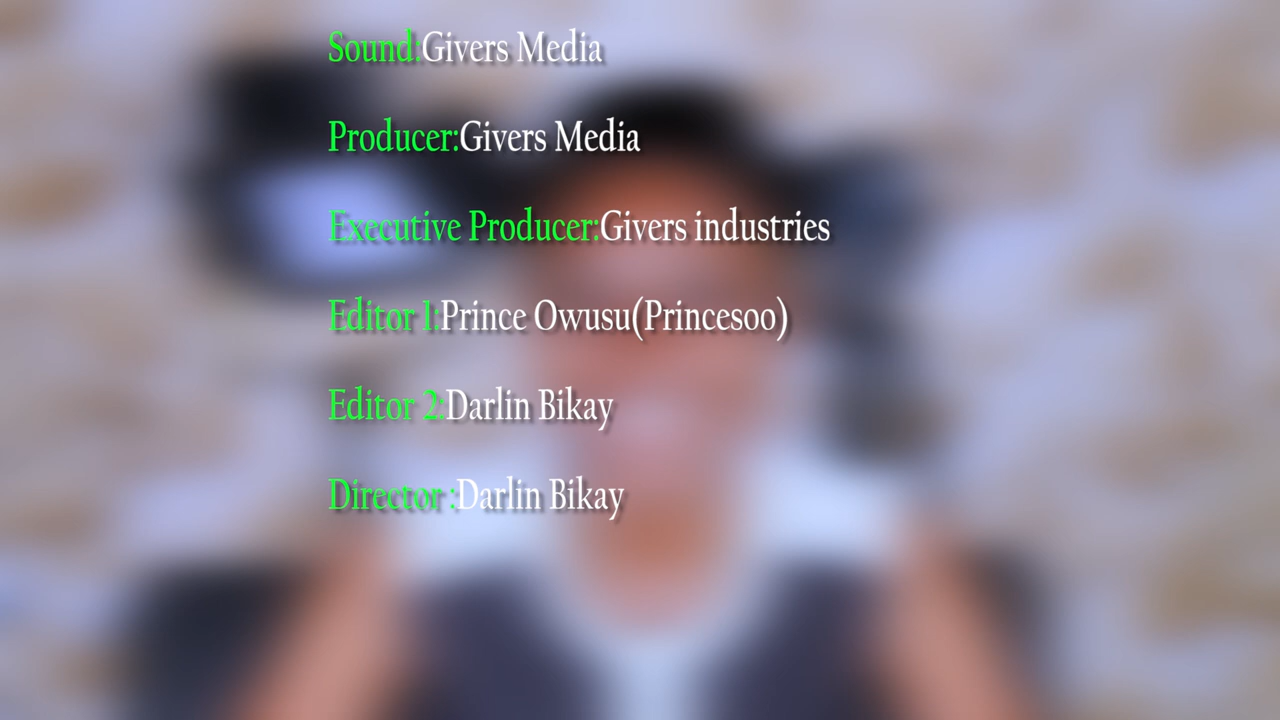 Sound:Givers Media
Producer:Givers Media
Executive Producer:Givers industries
Editor 1:Prince Owusu(Princesoo)
Editor 2:Darlin Bikay
Director :Darlin Bikay